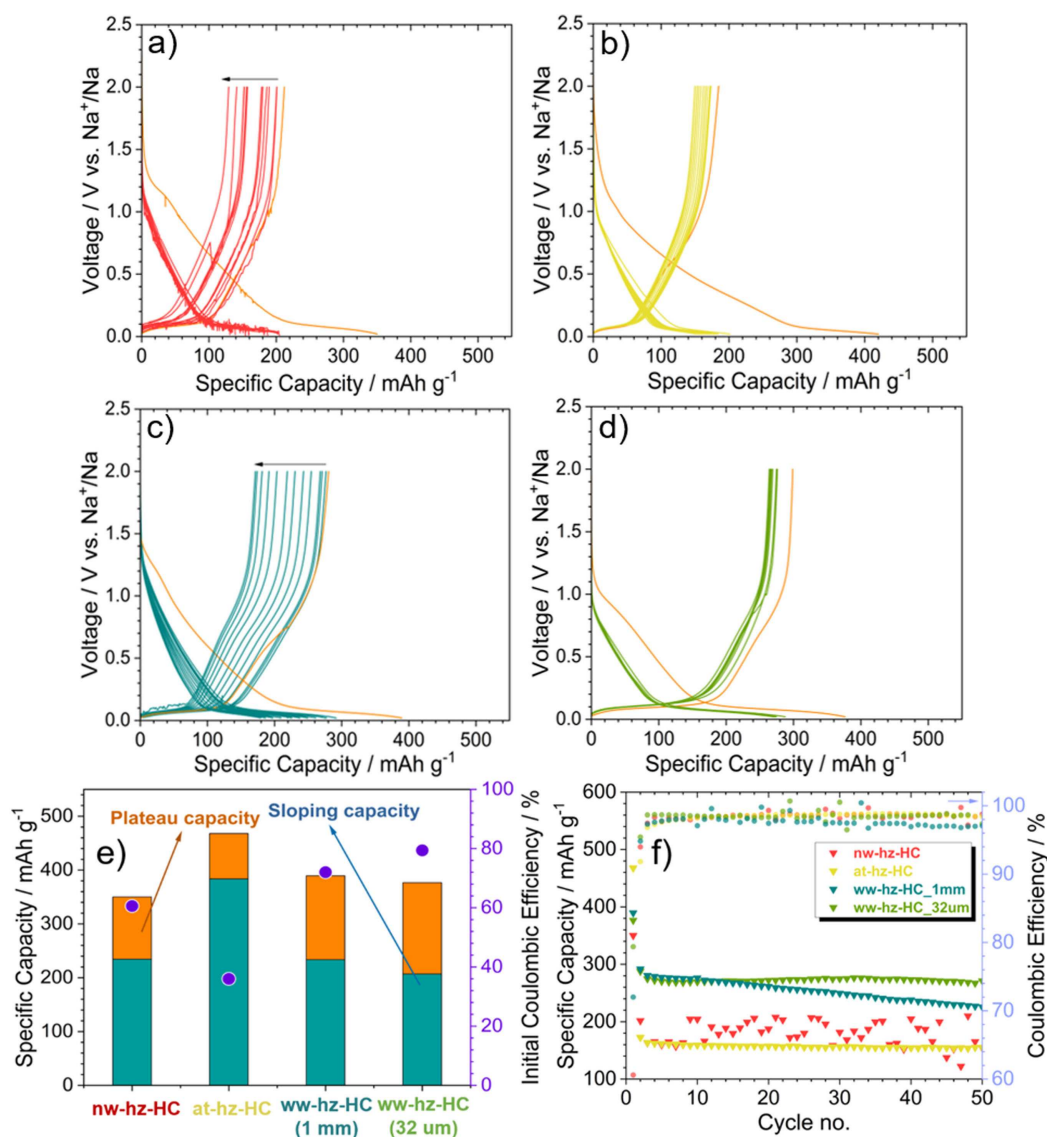 a)
2.5
2.0
1.5
1.0
0.5
0.0
Voltage / V vs. Na⁺/Na
0 100 200 300 400 500
Specific Capacity / mAh g⁻¹
b)
2.5
2.0
1.5
1.0
0.5
0.0
Voltage / V vs. Na⁺/Na
0 100 200 300 400 500
Specific Capacity / mAh g⁻¹
c)
2.5
2.0
1.5
1.0
0.5
0.0
Voltage / V vs. Na⁺/Na
0 100 200 300 400 500
Specific Capacity / mAh g⁻¹
d)
2.5
2.0
1.5
1.0
0.5
0.0
Voltage / V vs. Na⁺/Na
0 100 200 300 400 500
Specific Capacity / mAh g⁻¹
e)
Plateau capacity
Sloping capacity
500
400
300
200
100
0
Specific Capacity / mAh g⁻¹
100
80
60
40
20
0
Initial Coulombic Efficiency / %
nw-hz-HC at-hz-HC ww-hz-HC ww-hz-HC
(1 mm) (32 um)
f)
600
500
400
300
200
100
Specific Capacity / mAh g⁻¹
nw-hz-HC
at-hz-HC
ww-hz-HC_1mm
ww-hz-HC_32um
100
90
80
70
60
Coulombic Efficiency / %
0 10 20 30 40 50
Cycle no.